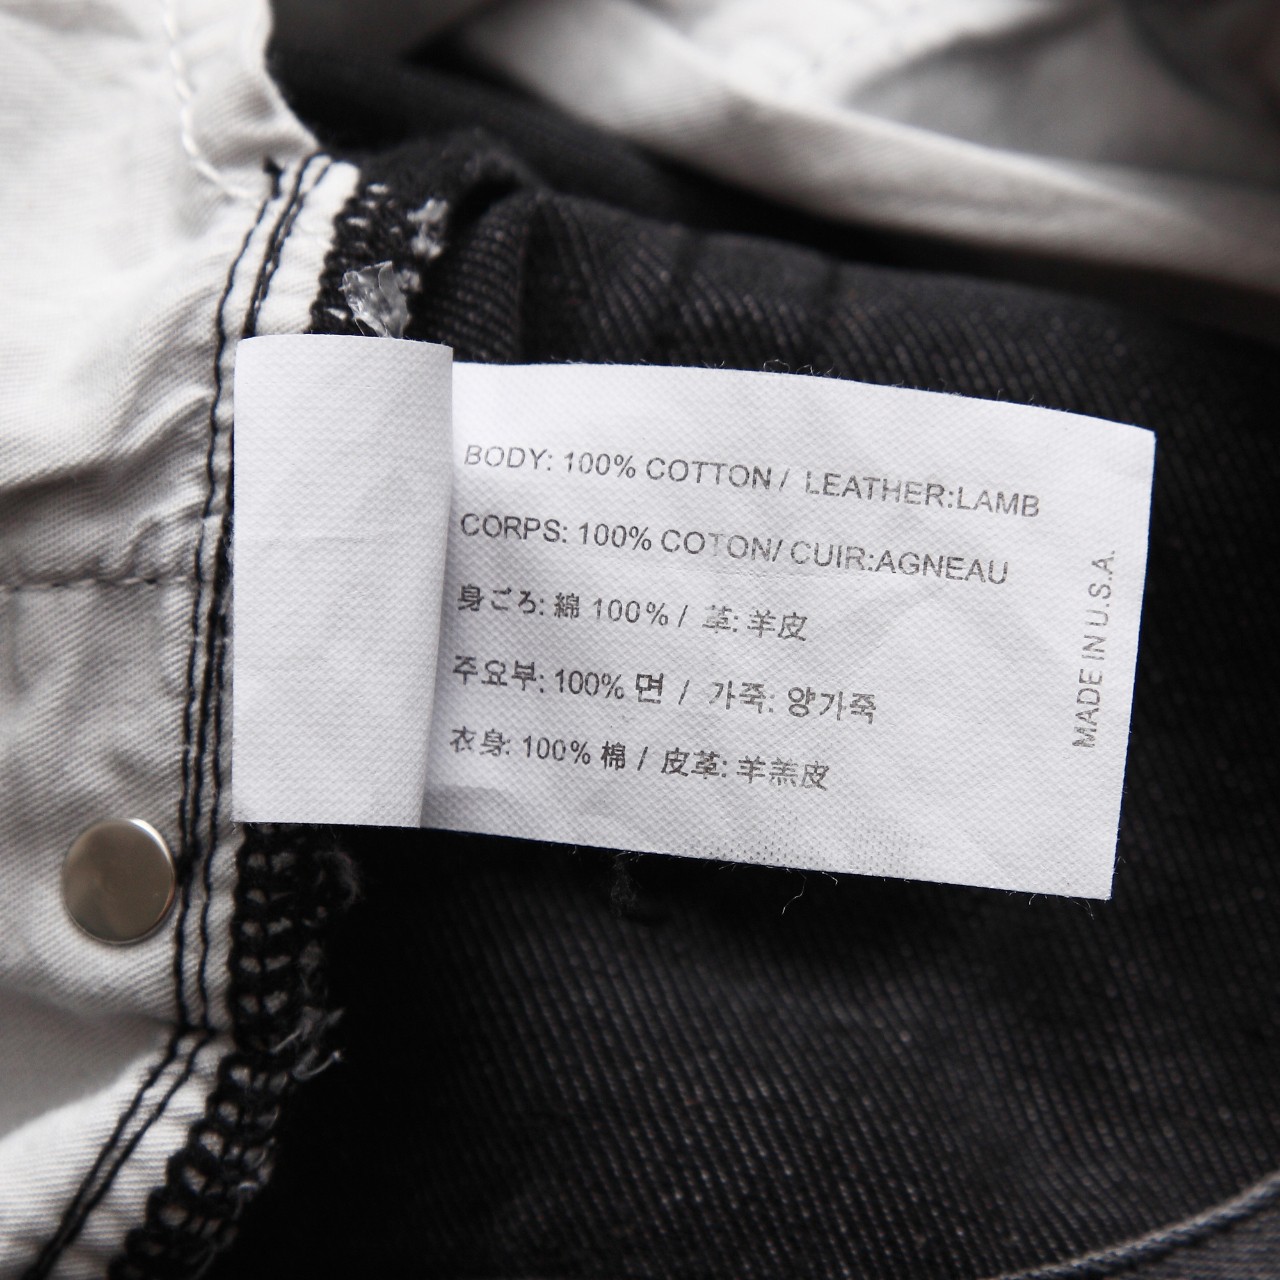 BODY: 100% COTTON / LEATHER:LAMB
CORPS: 100% COTON/ CUIR:AGNEAU
身ごろ: 綿 100% / 革: 羊皮
주요부: 100% 면 / 가죽: 양가죽
衣身: 100% 棉 / 皮革: 羊羔皮
MADE IN U.S.A.